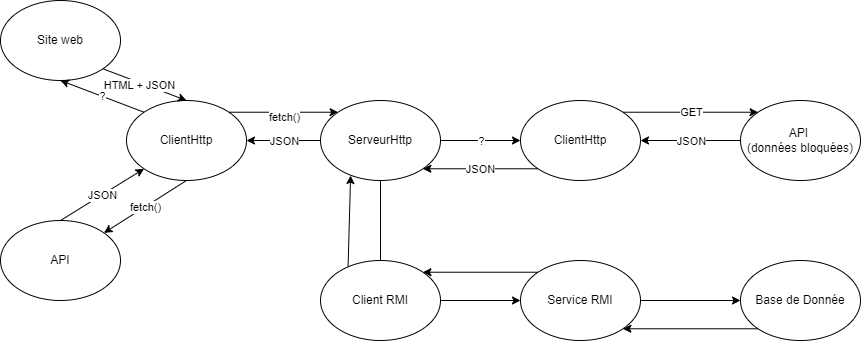 Site web
HTML + JSON
?
ClientHttp
fetch()
JSON
ServeurHttp
?
JSON
ClientHttp
GET
JSON
API
(données bloquées)
JSON
fetch()
API
Client RMI
Service RMI
Base de Donnée